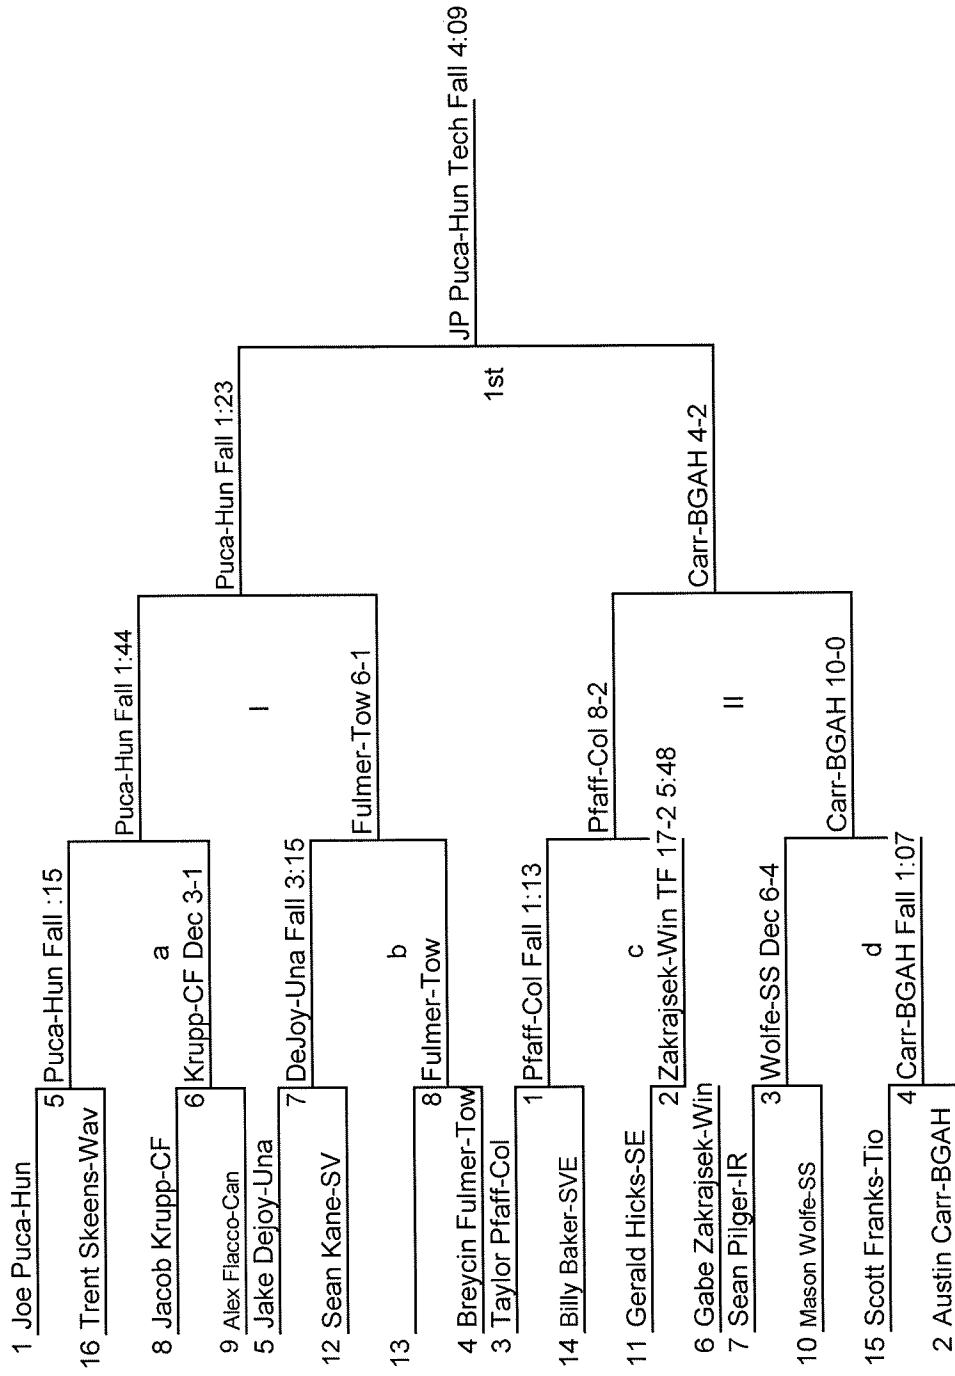 1 Joe Puca-Hun
16 Trent Skeens-Wav
8 Jacob Krupp-CF
9 Alex Flacco-Can
5 Jake Dejoy-Una
12 Sean Kane-SV
13
4 Breycin Fulmer-Tow
3 Taylor Pfaff-Col
14 Billy Baker-SVE
11 Gerald Hicks-SE
6 Gabe Zakrajsek-Win
7 Sean Pilger-IR
10 Mason Wolfe-SS
15 Scott Franks-Tio
2 Austin Carr-BGAH
5 Puca-Hun Fall :15
a
6 Krupp-CF Dec 3-1
7 DeJoy-Una Fall 3:15
b
8 Fulmer-Tow
1 Pfaff-Col Fall 1:13
c
2 Zakrajsek-Win TF 17-2 5:48
3 Wolfe-SS Dec 6-4
d
4 Carr-BGAH Fall 1:07
Puca-Hun Fall 1:44
I
Fulmer-Tow 6-1
Pfaff-Col 8-2
II
Carr-BGAH 10-0
Puca-Hun Fall 1:23
1st
Carr-BGAH 4-2
JP Puca-Hun Tech Fall 4:09